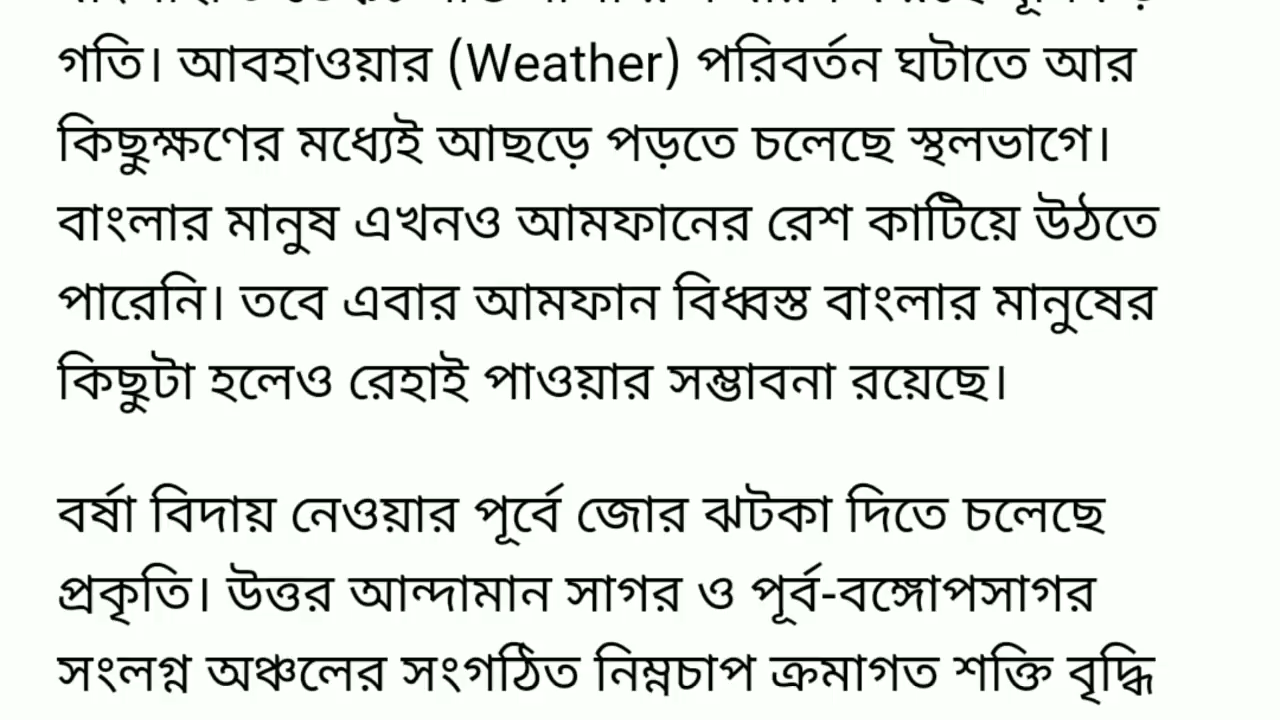 গতি। আবহাওয়ার (Weather) পরিবর্তন ঘটাতে আর
কিছুক্ষণের মধ্যেই আছড়ে পড়তে চলেছে স্থলভাগে।
বাংলার মানুষ এখনও আমফানের রেশ কাটিয়ে উঠতে
পারেনি। তবে এবার আমফান বিধ্বস্ত বাংলার মানুষের
কিছুটা হলেও রেহাই পাওয়ার সম্ভাবনা রয়েছে।
বর্ষা বিদায় নেওয়ার পূর্বে জোর ঝটকা দিতে চলেছে
প্রকৃতি। উত্তর আন্দামান সাগর ও পূর্ব-বঙ্গোপসাগর
সংলগ্ন অঞ্চলের সংগঠিত নিম্নচাপ ক্রমাগত শক্তি বৃদ্ধি